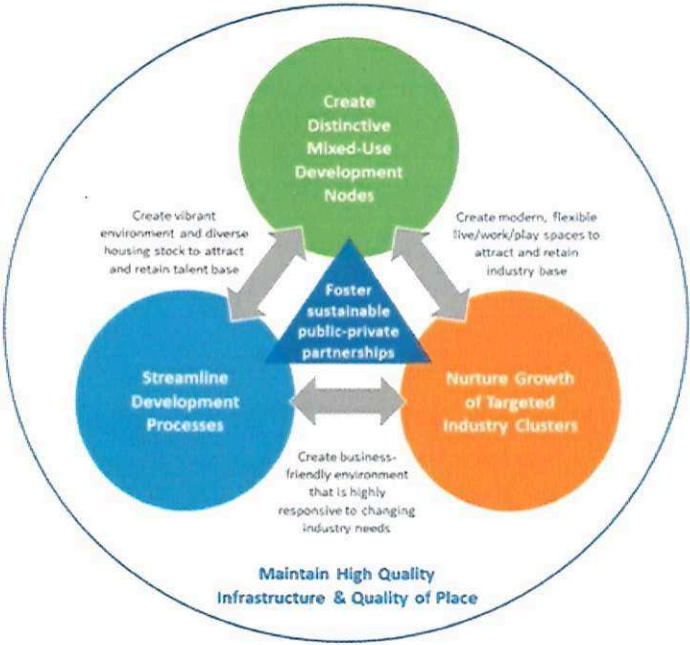 Create
Distinctive
Mixed-Use
Development
Nodes
Create vibrant
environment and diverse
housing stock to attract
and retain talent base
Create modern, flexible
live/work/play spaces to
attract and retain
industry base
Foster
sustainable
public-private
partnerships
Streamline
Development
Processes
Nurture Growth
of Targeted
Industry Clusters
Create business-
friendly environment
that is highly
responsive to changing
industry needs
Maintain High Quality
Infrastructure & Quality of Place